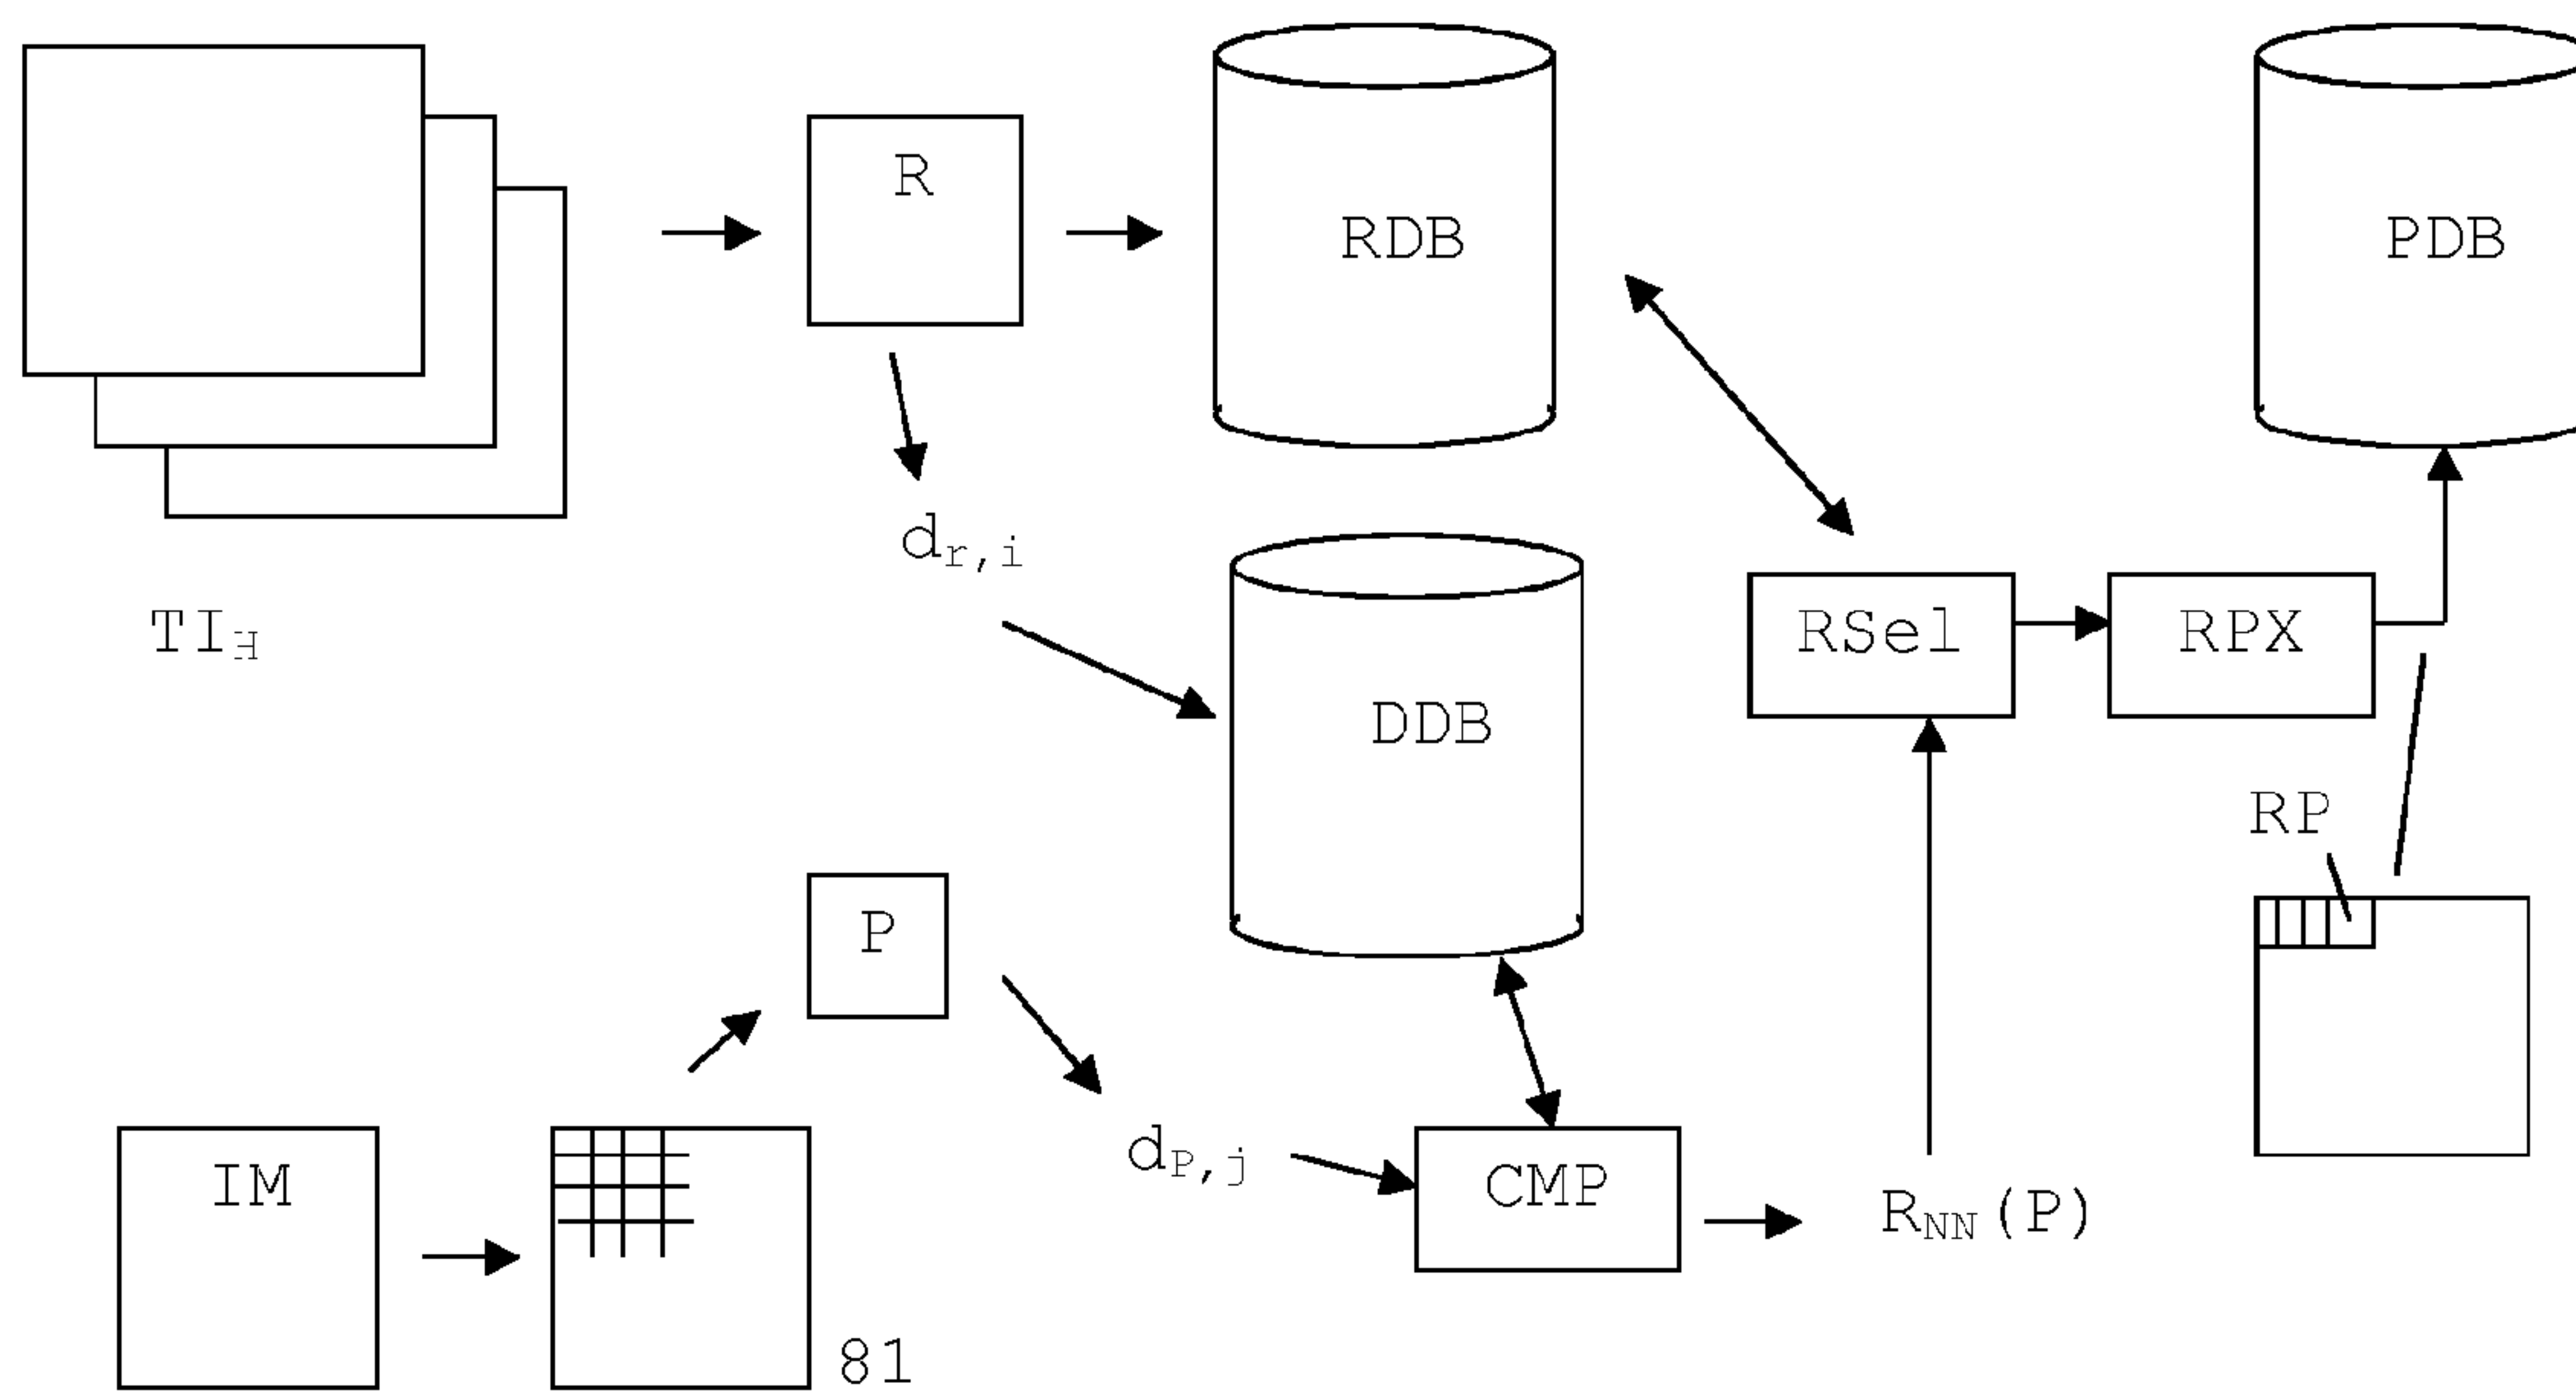 R
RDB
PDB
d_{r,i}
TI_H
RSel
RPX
DDB
RP
P
d_{P,j}
IM
CMP
R_{NN}(P)
81